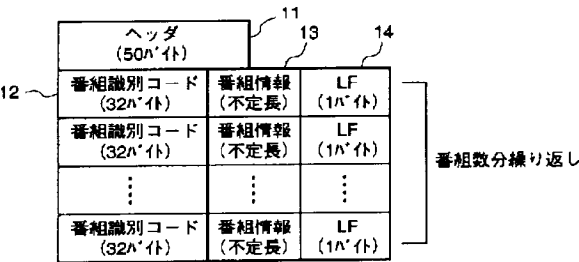 ヘッダ
(50バイト)
11
13
14
12
番組識別コード
(32バイト)
番組情報
(不定長)
LF
(1バイト)
番組識別コード
(32バイト)
番組情報
(不定長)
LF
(1バイト)
番組識別コード
(32バイト)
番組情報
(不定長)
LF
(1バイト)
番組数分繰り返し